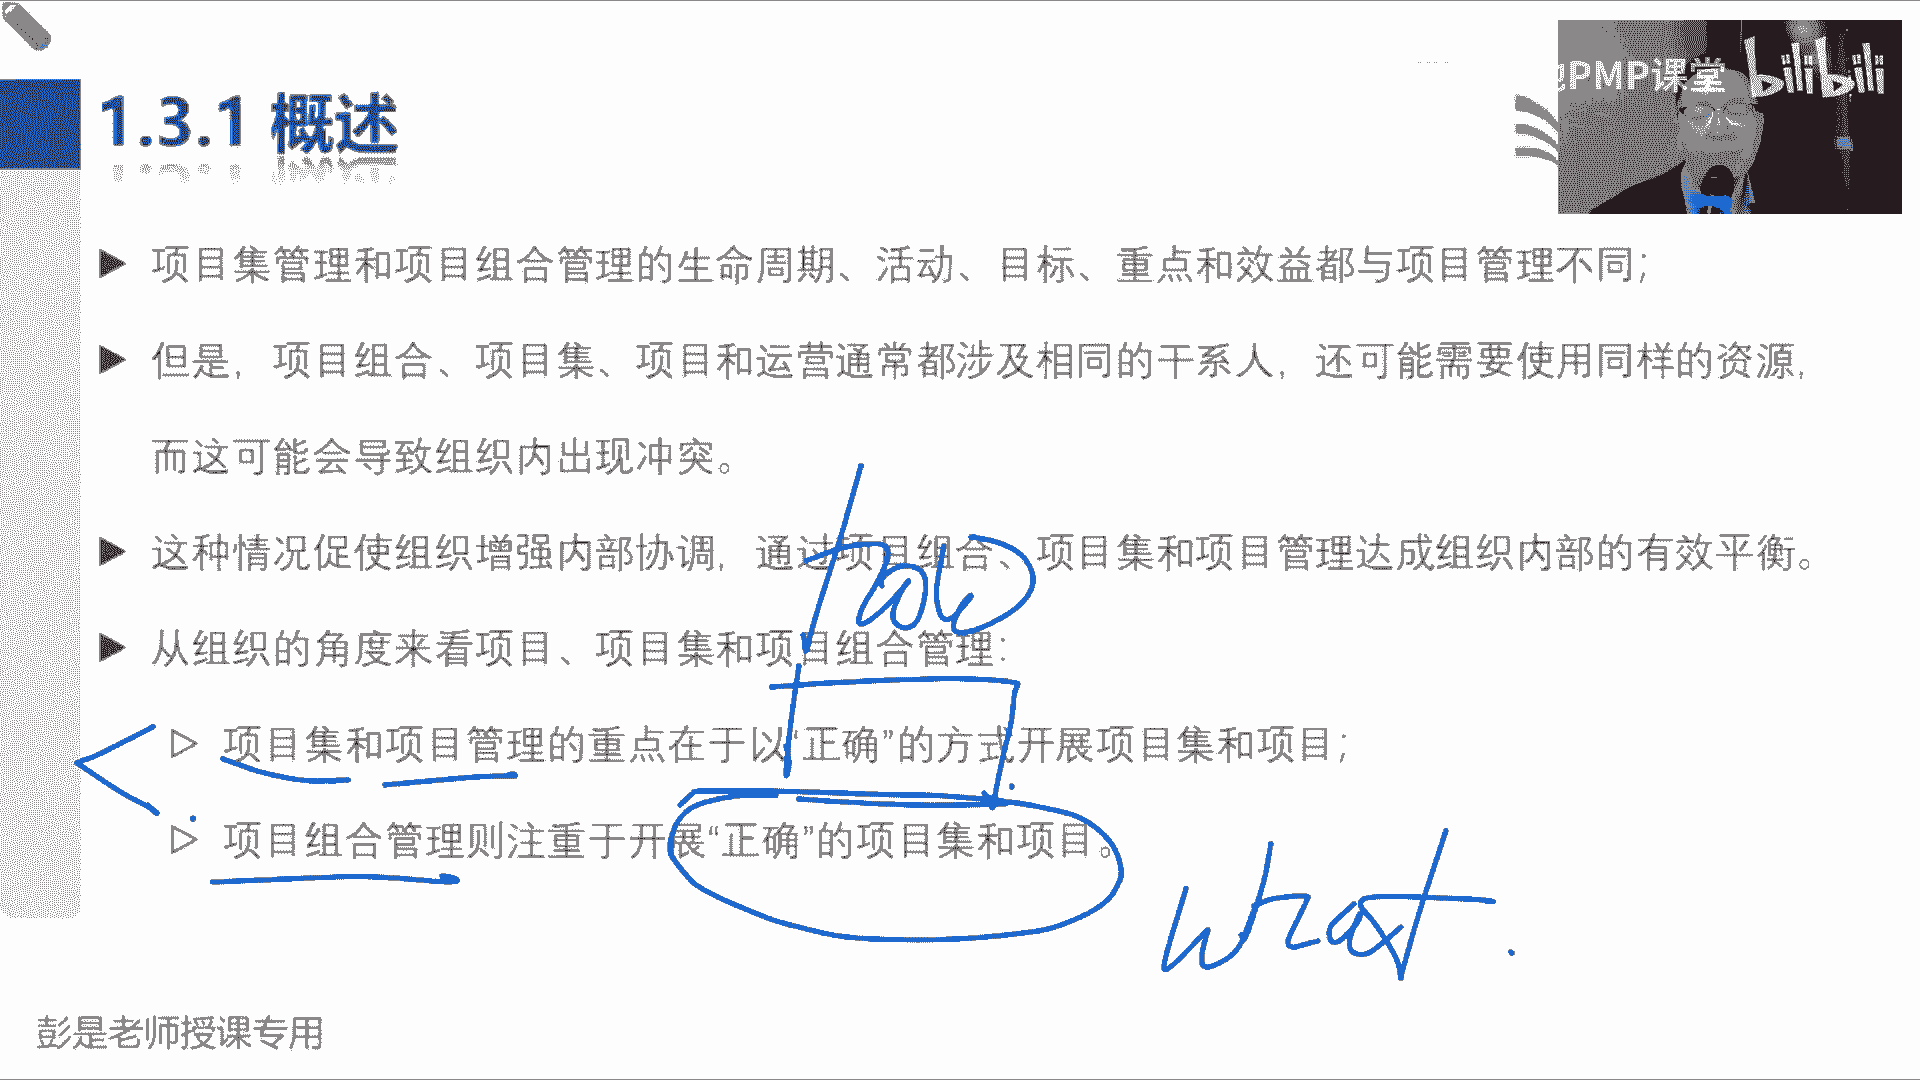 1.3.1 概述
PMP课堂 bilibili
项目集管理和项目组合管理的生命周期、活动、目标、重点和效益都与项目管理不同；
但是，项目组合、项目集、项目和运营通常都涉及相同的干系人，还可能需要使用同样的资源，
而这可能会导致组织内出现冲突。
这种情况促使组织增强内部协调，通过项目组合、项目集和项目管理达成组织内部的有效平衡。
how
从组织的角度来看项目、项目集和项目组合管理：
项目集和项目管理的重点在于以“正确”的方式开展项目集和项目；
项目组合管理则注重于开展“正确”的项目集和项目。
what
彭是老师授课专用